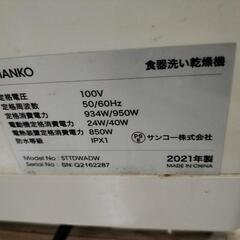 THANKO
食器洗い乾燥機
定格電圧 100V
定格周波数 50/60Hz
定格消費電力 934W/950W
電動機定格消費電力 24W/40W
電熱装置定格消費電力 850W
防水等級 IPX1
サンコー株式会社
Model : STTDWADW
Serial No : SN-Q2162287
2021年製
MADE IN CHINA